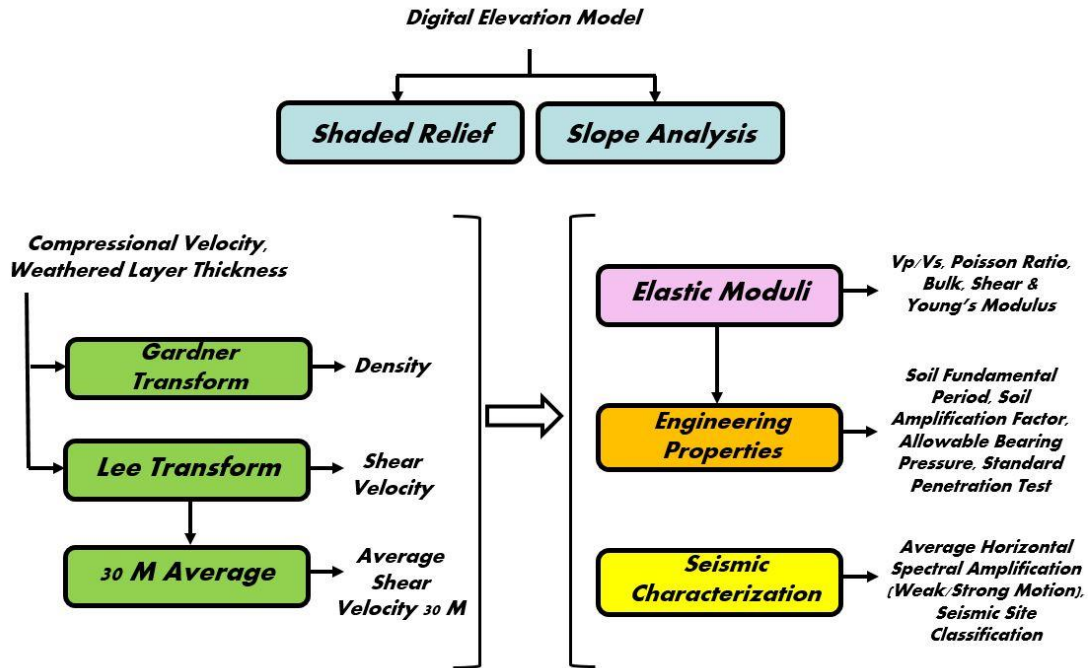 Digital Elevation Model
Shaded Relief
Slope Analysis
Compressional Velocity,
Weathered Layer Thickness
Gardner
Transform
Density
Lee Transform
Shear
Velocity
30 M Average
Average
Shear
Velocity 30 M
Elastic Moduli
Vp/Vs, Poisson Ratio,
Bulk, Shear &
Young's Modulus
Engineering
Properties
Soil Fundamental
Period, Soil
Amplification Factor,
Allowable Bearing
Pressure, Standard
Penetration Test
Seismic
Characterization
Average Horizontal
Spectral Amplification
(Weak/Strong Motion),
Seismic Site
Classification